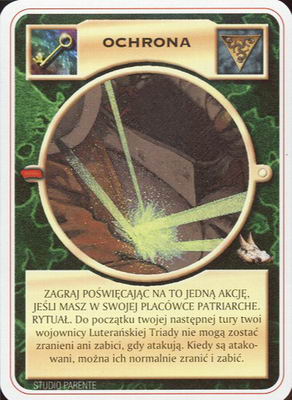 OCHRONA
ZAGRAJ POŚWIĘCAJĄC NA TO JEDNĄ AKCJĘ,
JEŚLI MASZ W SWOJEJ PLACÓWCE PATRIARCHE.
RYTUAŁ. Do początku twojej następnej tury twoi
wojownicy Luterańskiej Triady nie mogą zostać
zranieni ani zabici, gdy atakują. Kiedy są atako-
wani, można ich normalnie zranić i zabić.
STUDIO PARENTE